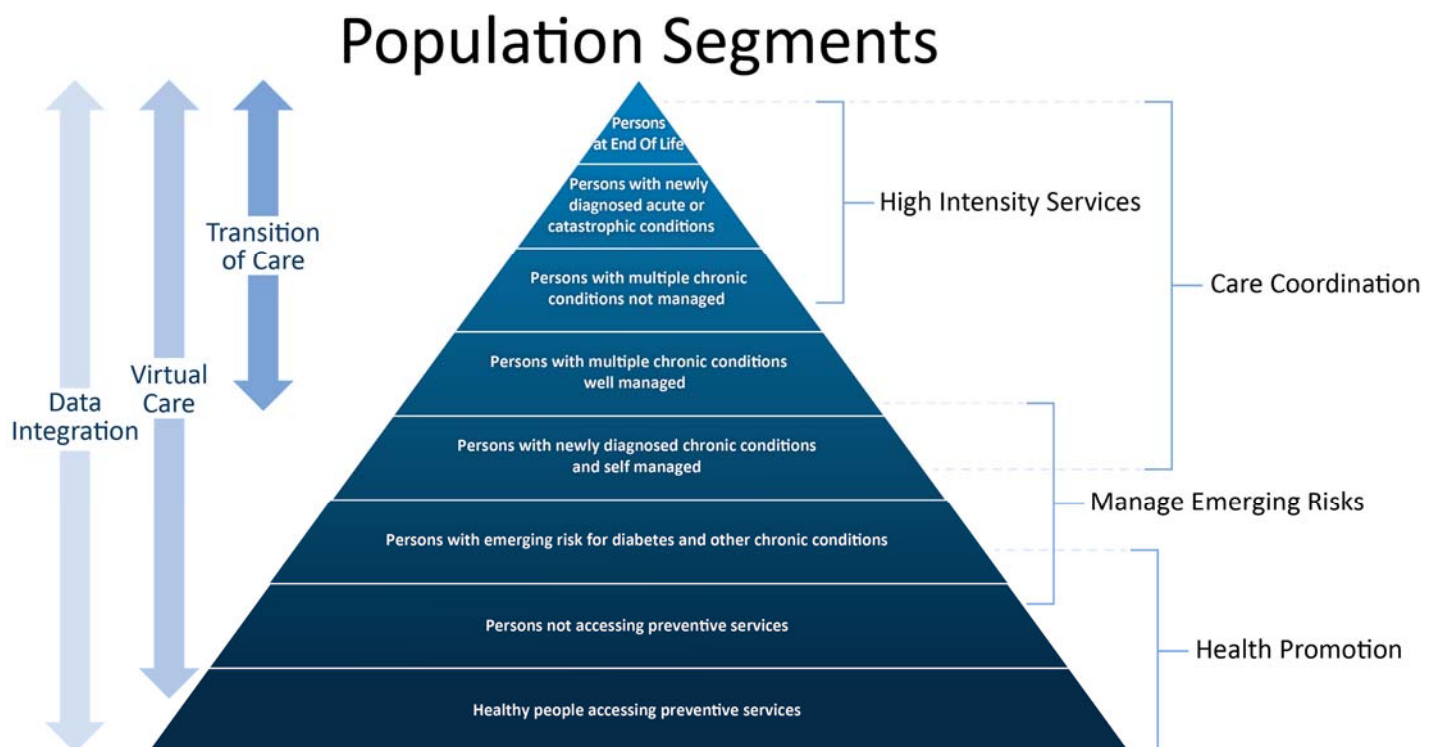 Population Segments
Persons
at End Of Life
Persons with newly
diagnosed acute or
catastrophic conditions
Persons with multiple chronic
conditions not managed
Persons with multiple chronic conditions
well managed
Persons with newly diagnosed chronic conditions
and self managed
Persons with emerging risk for diabetes and other chronic conditions
Persons not accessing preventive services
Healthy people accessing preventive services
Data
Integration
Virtual
Care
Transition
of Care
High Intensity Services
Care Coordination
Manage Emerging Risks
Health Promotion